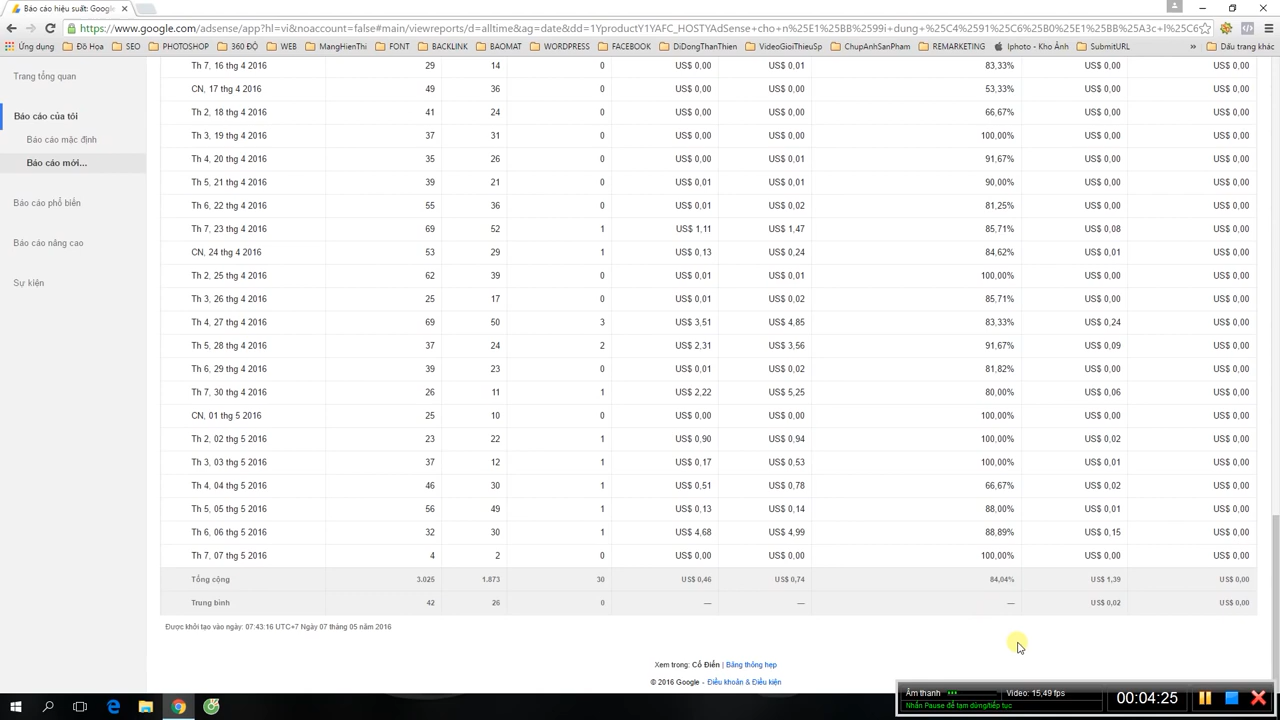 Báo cáo hiệu suất: Google
https://www.google.com/adsense/app?hl=vi&noaccount=false#main/viewreports/d=alltime&ag=date&dd=1YproductY1YAFC_HOSTYAdSense+cho+n%25E1%25BB%2599i+dung+%25C4%2591%25C6%25B0%25E1%25BB%25A3c+l%25C6%
Ứng dụng Đồ Họa SEO PHOTOSHOP 360 ĐỘ WEB MangHienThi FONT BACKLINK BAOMAT WORDPRESS FACEBOOK DiDongThanThien VideoGioiThieuSp ChupAnhSanPham REMARKETING Iphoto - Kho Ảnh SubmitURL » Dấu trang khác
Trang tổng quan
Báo cáo của tôi
Báo cáo mặc định
Báo cáo mới...
Báo cáo phổ biến
Báo cáo nâng cao
Sự kiện
Th 7, 16 thg 4 2016 29 14 0 US$ 0,00 US$ 0,01 83,33% US$ 0,00 US$ 0,00
CN, 17 thg 4 2016 49 36 0 US$ 0,00 US$ 0,00 53,33% US$ 0,00 US$ 0,00
Th 2, 18 thg 4 2016 41 24 0 US$ 0,00 US$ 0,00 66,67% US$ 0,00 US$ 0,00
Th 3, 19 thg 4 2016 37 31 0 US$ 0,00 US$ 0,00 100,00% US$ 0,00 US$ 0,00
Th 4, 20 thg 4 2016 35 26 0 US$ 0,00 US$ 0,01 91,67% US$ 0,00 US$ 0,00
Th 5, 21 thg 4 2016 39 21 0 US$ 0,01 US$ 0,01 90,00% US$ 0,00 US$ 0,00
Th 6, 22 thg 4 2016 55 36 0 US$ 0,01 US$ 0,02 81,25% US$ 0,00 US$ 0,00
Th 7, 23 thg 4 2016 69 52 1 US$ 1,11 US$ 1,47 85,71% US$ 0,08 US$ 0,00
CN, 24 thg 4 2016 53 29 1 US$ 0,13 US$ 0,24 84,62% US$ 0,01 US$ 0,00
Th 2, 25 thg 4 2016 62 39 0 US$ 0,01 US$ 0,01 100,00% US$ 0,00 US$ 0,00
Th 3, 26 thg 4 2016 25 17 0 US$ 0,01 US$ 0,02 85,71% US$ 0,00 US$ 0,00
Th 4, 27 thg 4 2016 69 50 3 US$ 3,51 US$ 4,85 83,33% US$ 0,24 US$ 0,00
Th 5, 28 thg 4 2016 37 24 2 US$ 2,31 US$ 3,56 91,67% US$ 0,09 US$ 0,00
Th 6, 29 thg 4 2016 39 23 0 US$ 0,01 US$ 0,02 81,82% US$ 0,00 US$ 0,00
Th 7, 30 thg 4 2016 26 11 1 US$ 2,22 US$ 5,25 80,00% US$ 0,06 US$ 0,00
CN, 01 thg 5 2016 25 10 0 US$ 0,00 US$ 0,00 100,00% US$ 0,00 US$ 0,00
Th 2, 02 thg 5 2016 23 22 1 US$ 0,90 US$ 0,94 100,00% US$ 0,02 US$ 0,00
Th 3, 03 thg 5 2016 37 12 1 US$ 0,17 US$ 0,53 100,00% US$ 0,01 US$ 0,00
Th 4, 04 thg 5 2016 46 30 1 US$ 0,51 US$ 0,78 66,67% US$ 0,02 US$ 0,00
Th 5, 05 thg 5 2016 56 49 1 US$ 0,13 US$ 0,14 88,00% US$ 0,01 US$ 0,00
Th 6, 06 thg 5 2016 32 30 1 US$ 4,68 US$ 4,99 88,89% US$ 0,15 US$ 0,00
Th 7, 07 thg 5 2016 4 2 0 US$ 0,00 US$ 0,00 100,00% US$ 0,00 US$ 0,00
Tổng cộng 3.025 1.873 30 US$ 0,46 US$ 0,74 84,04% US$ 1,39 US$ 0,00
Trung bình 42 26 0 — — — US$ 0,02 US$ 0,00
Được khởi tạo vào ngày: 07:43:16 UTC+7 Ngày 07 tháng 05 năm 2016
Xem trong: Cổ Điển | Bảng thông hẹp
© 2016 Google - Điều khoản & Điều kiện
Âm thanh Video: 15,49 fps
Nhấn Pause để tạm dừng/tiếp tục
00:04:25